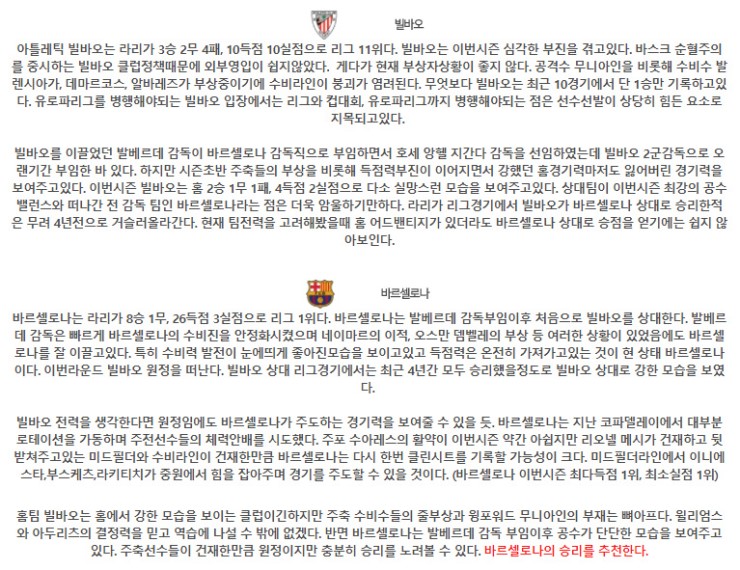 빌바오
아틀레틱 빌바오는 라리가 3승 2무 4패, 10득점 10실점으로 리그 11위다. 빌바오는 이번시즌 심각한 부진을 겪고있다. 바스크 순혈주의
를 중시하는 빌바오 클럽정책때문에 외부영입이 쉽지않았다. 게다가 현재 부상자상황이 좋지 않다. 공격수 무니아인을 비롯해 수비수 발
렌시아가, 데마르코스, 알바레즈가 부상중이기에 수비라인이 붕괴가 염려된다. 무엇보다 빌바오는 최근 10경기에서 단 1승만 기록하고있
다. 유로파리그를 병행해야되는 빌바오 입장에서는 리그와 컵대회, 유로파리그까지 병행해야되는 점은 선수선발이 상당히 힘든 요소로
지목되고있다.
빌바오를 이끌었던 발베르데 감독이 바르셀로나 감독직으로 부임하면서 호세 앙헬 지간다 감독을 선임하였는데 빌바오 2군감독으로 오
랜기간 부임한 바 있다. 하지만 시즌초반 주축들의 부상을 비롯해 득점력부진이 이어지면서 강했던 홈경기력마저도 잃어버린 경기력을
보여주고있다. 이번시즌 빌바오는 홈 2승 1무 1패, 4득점 2실점으로 다소 실망스런 모습을 보여주고있다. 상대팀이 이번시즌 최강의 공수
밸런스와 떠나간 전 감독 팀인 바르셀로나라는 점은 더욱 암울하기만하다. 라리가 리그경기에서 빌바오가 바르셀로나 상대로 승리한적
은 무려 4년전으로 거슬러올라간다. 현재 팀전력을 고려해봤을때 홈 어드밴티지가 있더라도 바르셀로나 상대로 승점을 얻기에는 쉽지 않
아보인다.
바르셀로나
바르셀로나는 라리가 8승 1무, 26득점 3실점으로 리그 1위다. 바르셀로나는 발베르데 감독부임이후 처음으로 빌바오를 상대한다. 발베르
데 감독은 빠르게 바르셀로나의 수비진을 안정화시켰으며 네이마르의 이적, 오스만 뎀벨레의 부상 등 여러한 상황이 있었음에도 바르셀
로나를 잘 이끌고있다. 특히 수비력 발전이 눈에띄게 좋아진모습을 보이고있고 득점력은 온전히 가져가고있는 것이 현 상태 바르셀로나
이다. 이번라운드 빌바오 원정을 떠난다. 빌바오 상대 리그경기에서는 최근 4년간 모두 승리했을정도로 빌바오 상대로 강한 모습을 보였
다.
빌바오 전력을 생각한다면 원정임에도 바르셀로나가 주도하는 경기력을 보여줄 수 있을 듯. 바르셀로나는 지난 코파델레이에서 대부분
로테이션을 가동하며 주전선수들의 체력안배를 시도했다. 주포 수아레스의 활약이 이번시즌 약간 아쉽지만 리오넬 메시가 건재하고 뒷
받쳐주고있는 미드필더와 수비라인이 건재한만큼 바르셀로나는 다시 한번 클린시트를 기록할 가능성이 크다. 미드필더라인에서 이니에
스타,부스케츠,라키티치가 중원에서 힘을 잡아주며 경기를 주도할 수 있을 것이다. (바르셀로나 이번시즌 최다득점 1위, 최소실점 1위)
홈팀 빌바오는 홈에서 강한 모습을 보이는 클럽이긴하지만 주축 수비수들의 줄부상과 윙포워드 무니아인의 부재는 뼈아프다. 윌리엄스
와 아두리즈의 결정력을 믿고 역습에 나설 수 밖에 없겠다. 반면 바르셀로나는 발베르데 감독 부임이후 공수가 단단한 모습을 보여주고
있다. 주축선수들이 건재한만큼 원정이지만 충분히 승리를 노려볼 수 있다. 바르셀로나의 승리를 추천한다.